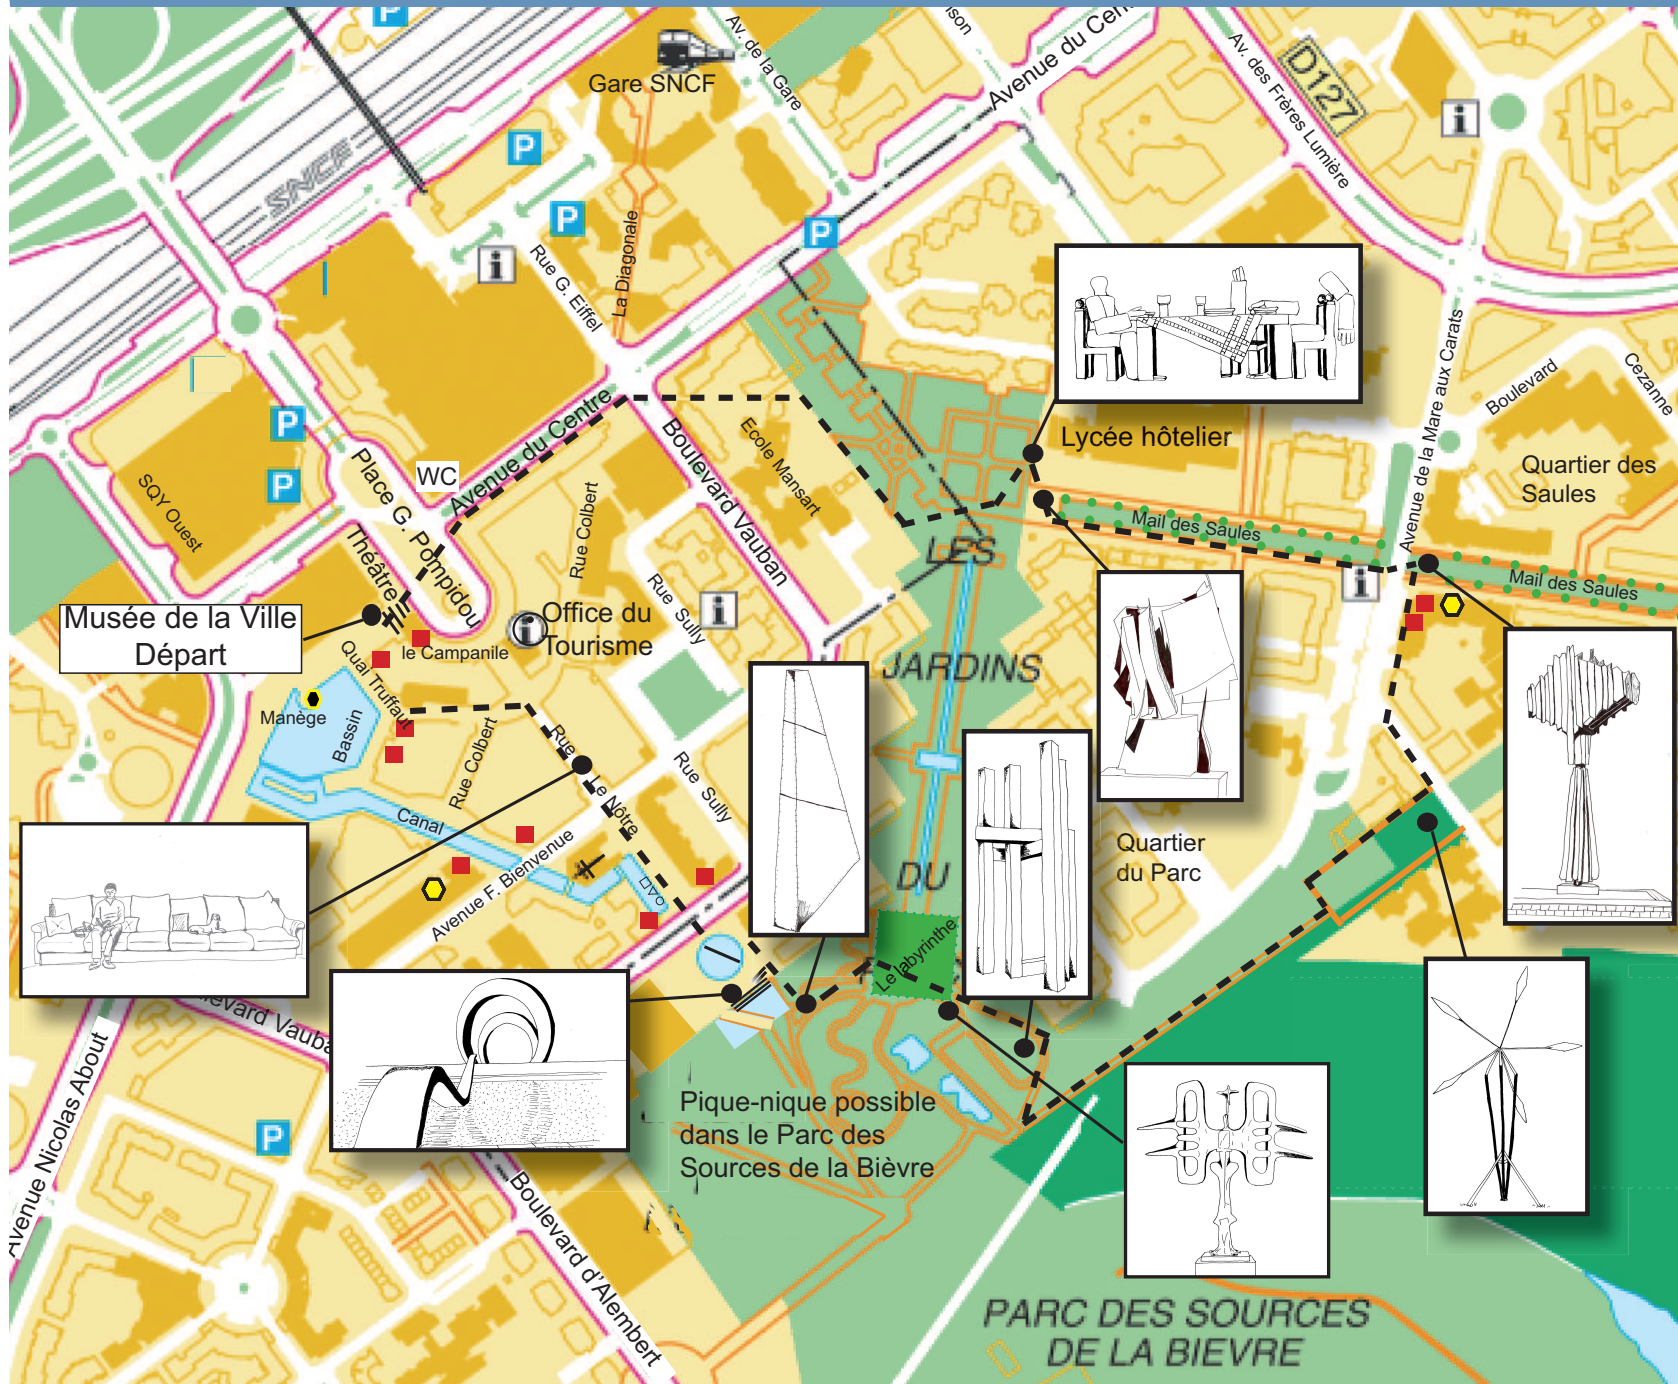 P
Gare SNCF
Av. de la Gare
ison
Avenue du Cen
Av. des Frères Lumière
D127
i
SNCF
P
P
P
i
Rue G. Eiffel
La Diagonale
Avenue de la Mare aux Carats
Boulevard
Cezanne
P
P
SQY Ouest
Place G. Pompidou
WC
Avenue du Centre
Boulevard Vauban
Ecole Mansart
Lycée hôtelier
Quartier des
Saules
Mail des Saules
Mail des Saules
i
Théâtre
Rue Colbert
Rue Sully
i
LES
JARDINS
DU
Musée de la Ville
Départ
i
Office du
Tourisme
le Campanile
Quai Truffaut
Manège
Bassin
Rue Colbert
Rue Le Nôtre
Rue Sully
Canal
Avenue F. Bienvenue
Quartier
du Parc
Le labyrinthe
levard Vauba
Avenue Nicolas About
P
Boulevard d'Alembert
Pique-nique possible
dans le Parc des
Sources de la Bièvre
PARC DES SOURCES
DE LA BIEVRE